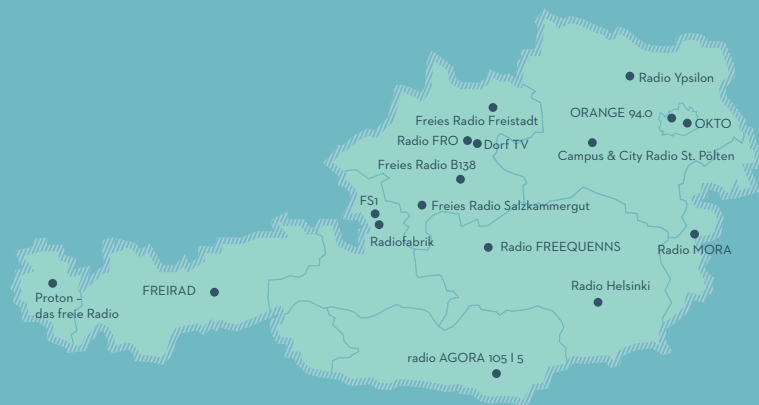 Radio Ypsilon
ORANGE 94.0
OKTO
Freies Radio Freistadt
Radio FRO
Dorf TV
Campus & City Radio St. Pölten
Freies Radio B138
FS1
Freies Radio Salzkammergut
Radiofabrik
Radio FREEQUENNS
Radio MORA
Radio Helsinki
FREIRAD
Proton –
das freie Radio
radio AGORA 105 I 5